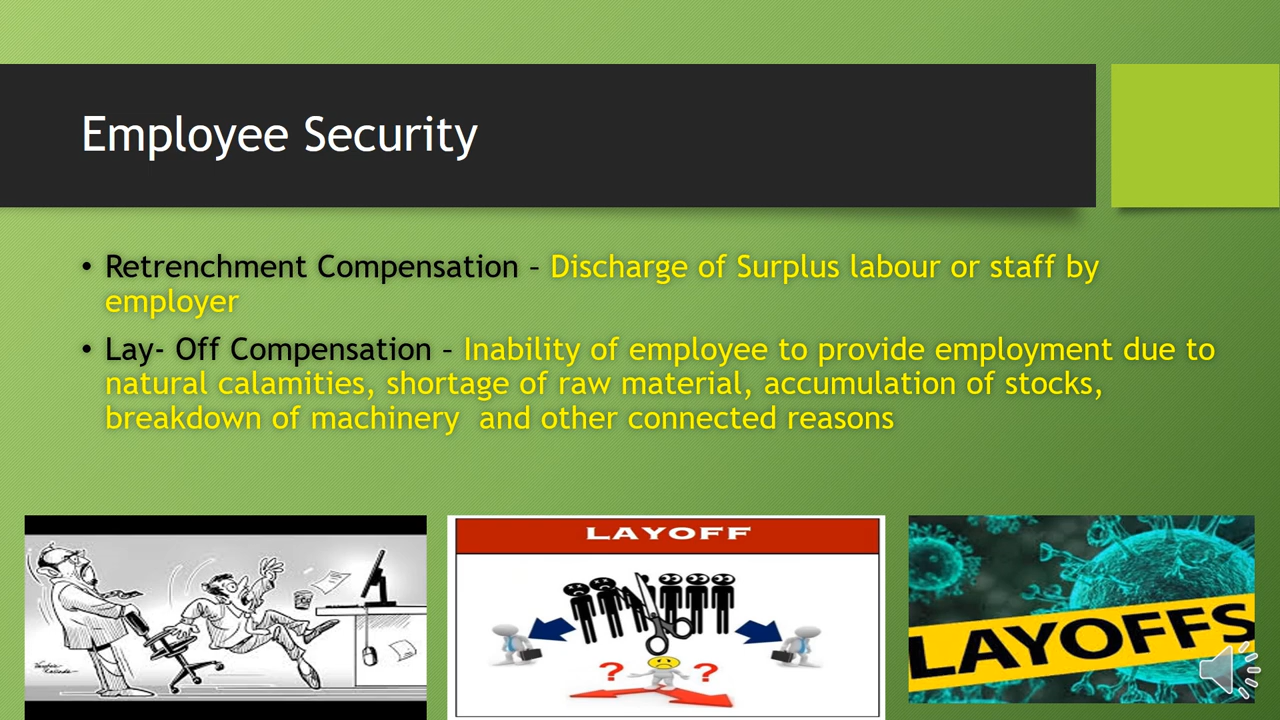 Employee Security
• Retrenchment Compensation – Discharge of Surplus labour or staff by
employer
• Lay- Off Compensation – Inability of employee to provide employment due to
natural calamities, shortage of raw material, accumulation of stocks,
breakdown of machinery  and other connected reasons
LAYOFF
? ?
LAYOFFS